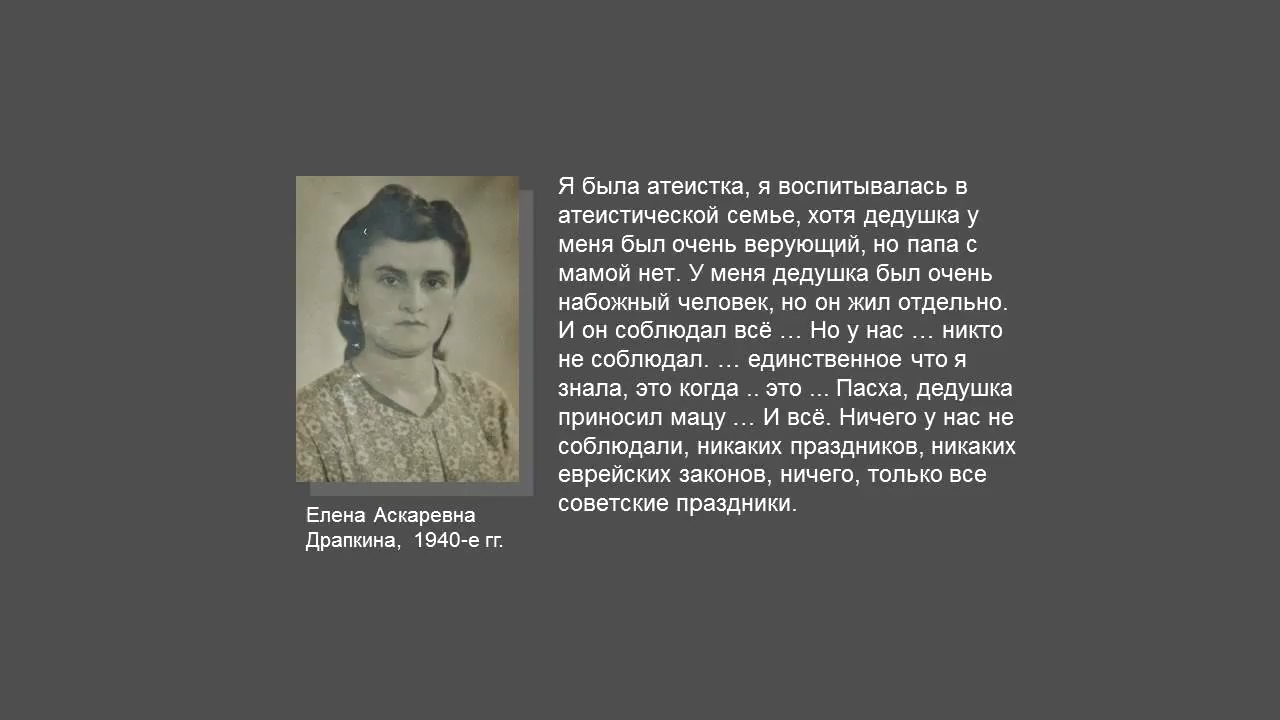 Я была атеистка, я воспитывалась в
атеистической семье, хотя дедушка у
меня был очень верующий, но папа с
мамой нет. У меня дедушка был очень
набожный человек, но он жил отдельно.
И он соблюдал всё … Но у нас … никто
не соблюдал. … единственное что я
знала, это когда .. это ... Пасха, дедушка
приносил мацу … И всё. Ничего у нас не
соблюдали, никаких праздников, никаких
еврейских законов, ничего, только все
советские праздники.
Елена Аскаревна
Драпкина,  1940-е гг.